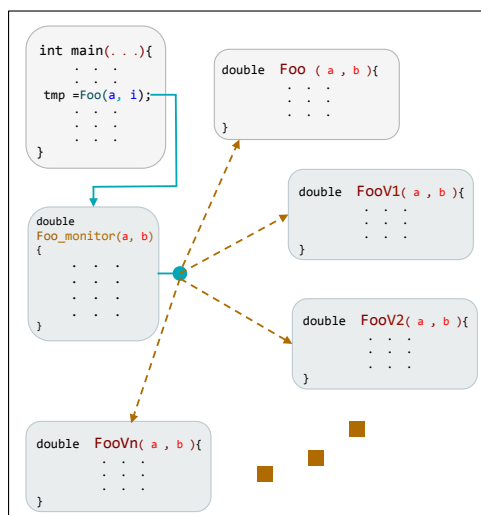 int main(. . .){
. . .
. . .
tmp =Foo(a, i);
. . .
. . .
. . .
}
double Foo ( a , b ){
. . .
. . .
. . .
}
double
Foo_monitor(a, b)
{
. . .
. . .
. . .
. . .
}
double FooV1( a , b ){
. . .
. . .
. . .
}
double FooV2( a , b ){
. . .
. . .
. . .
}
double FooVn( a , b ){
. . .
. . .
. . .
}